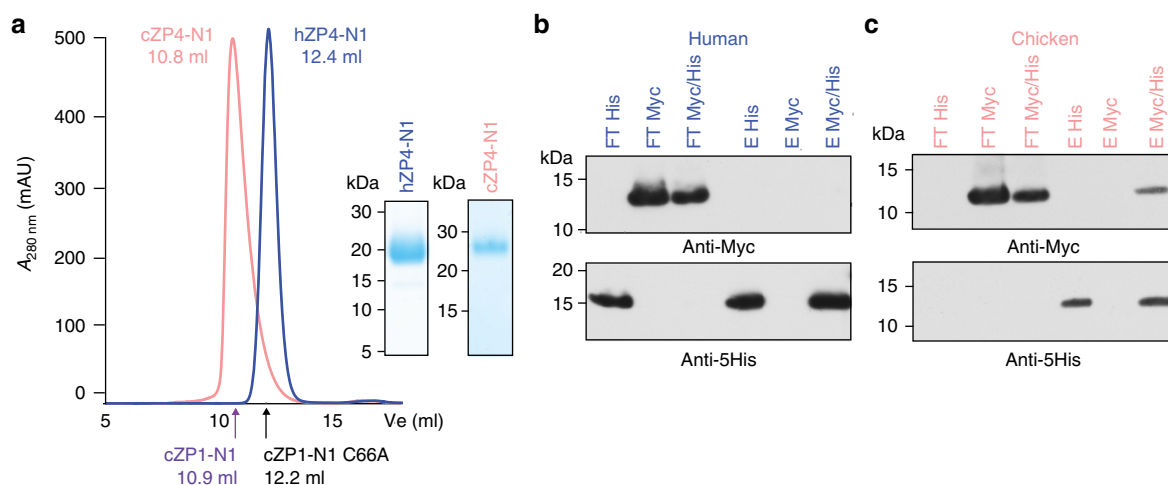 a
cZP4-N1
10.8 ml
hZP4-N1
12.4 ml
500
400
300
200
100
0
A280 nm (mAU)
5
10
15
Ve (ml)
cZP1-N1
10.9 ml
cZP1-N1 C66A
12.2 ml
kDa
hZP4-N1
30
20
15
10
5
kDa
cZP4-N1
30
20
15
b
Human
FT His
FT Myc
FT Myc/His
E His
E Myc
E Myc/His
kDa
15
10
Anti-Myc
20
15
Anti-5His
c
Chicken
FT His
FT Myc
FT Myc/His
E His
E Myc
E Myc/His
kDa
15
10
Anti-Myc
15
10
Anti-5His